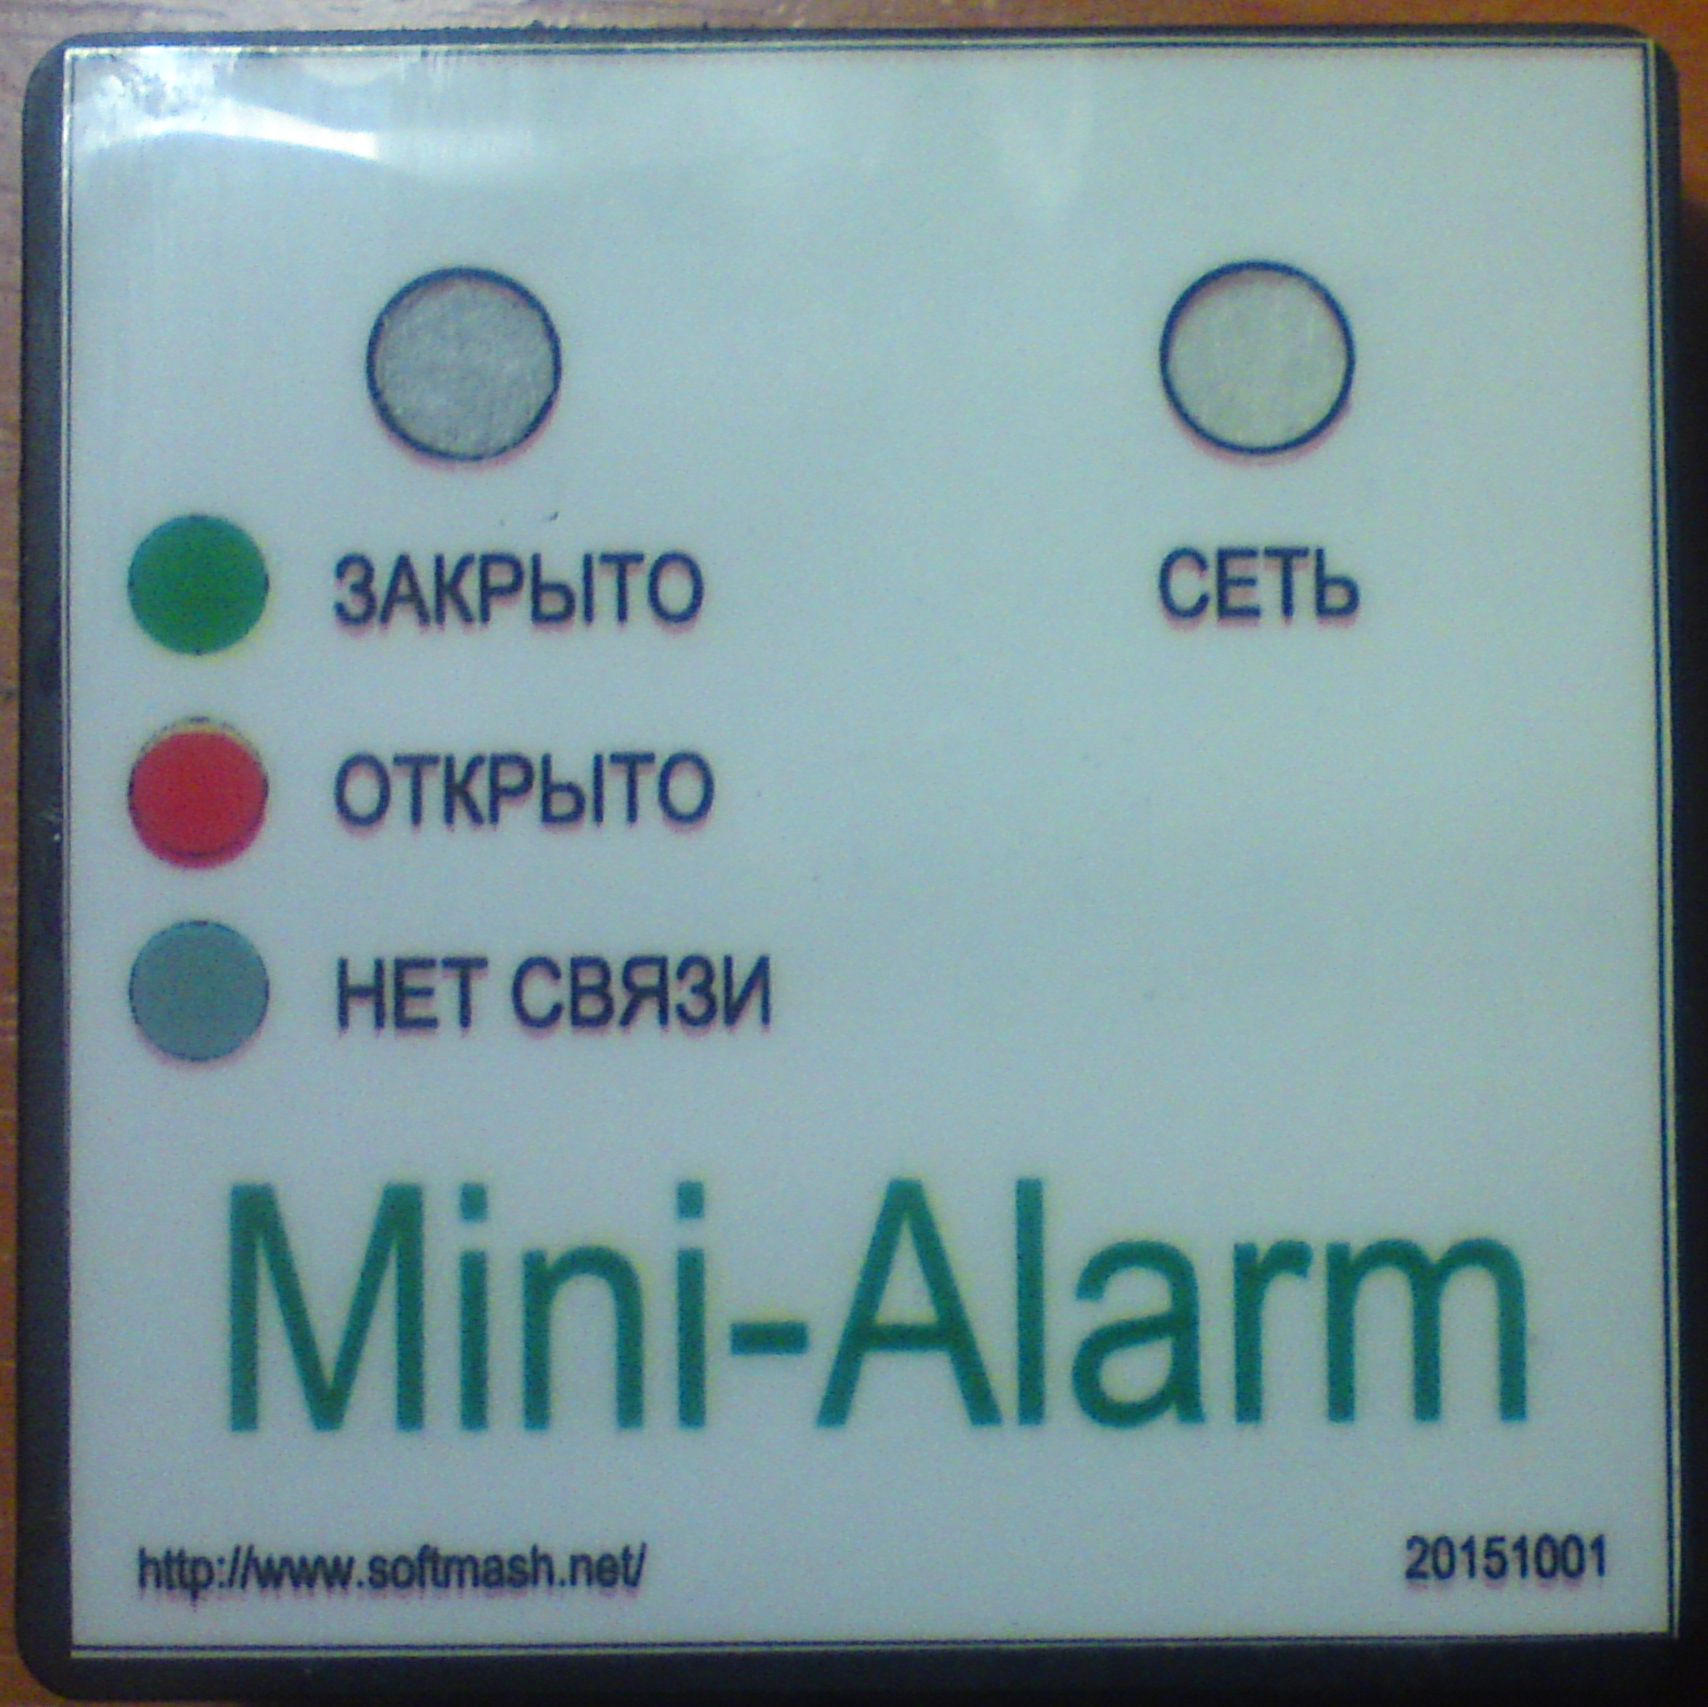 ЗАКРЫТО
СЕТЬ
ОТКРЫТО
НЕТ СВЯЗИ
Mini-Alarm
http://www.softmash.net/
20151001